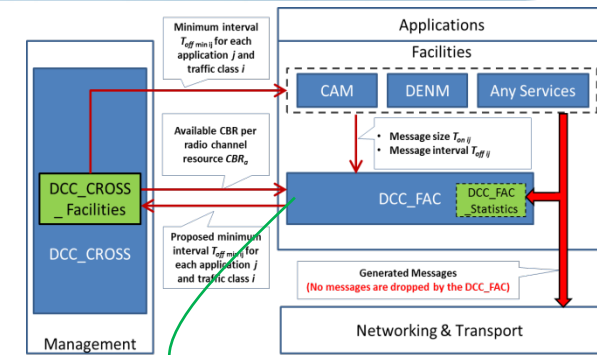 Minimum interval
T_off min ij for each
application j and
traffic class i
Applications
Facilities
CAM
DENM
Any Services
Available CBR per
radio channel
resource CBR_a
• Message size T_on ij
• Message interval T_off ij
DCC_CROSS
_ Facilities
DCC_CROSS
DCC_FAC
DCC_FAC
_Statistics
Proposed minimum
interval T_off min ij for
each application j
and traffic class i
Generated Messages
(No messages are dropped by the DCC_FAC)
Networking & Transport
Management